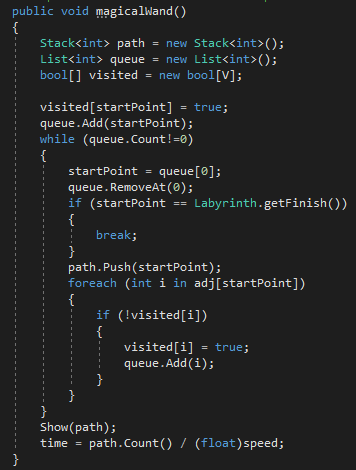 public void magicalWand()
{
    Stack<int> path = new Stack<int>();
    List<int> queue = new List<int>();
    bool[] visited = new bool[V];

    visited[startPoint] = true;
    queue.Add(startPoint);
    while (queue.Count!=0)
    {
        startPoint = queue[0];
        queue.RemoveAt(0);
        if (startPoint == Labyrinth.getFinish())
        {
            break;
        }
        path.Push(startPoint);
        foreach (int i in adj[startPoint])
        {
            if (!visited[i])
            {
                visited[i] = true;
                queue.Add(i);
            }
        }
    }
    Show(path);
    time = path.Count() / (float)speed;
}